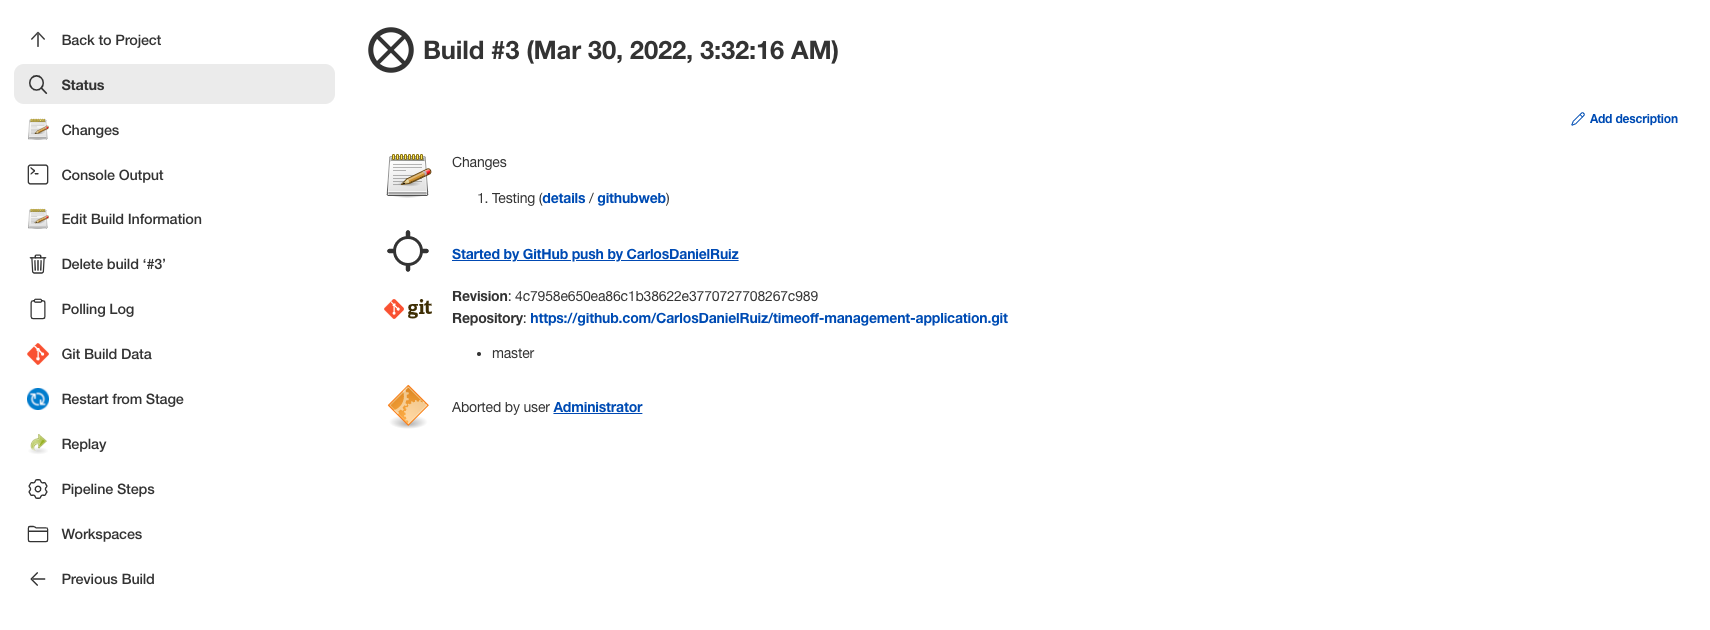 Back to Project
Status
Changes
Console Output
Edit Build Information
Delete build ‘#3’
Polling Log
Git Build Data
Restart from Stage
Replay
Pipeline Steps
Workspaces
Previous Build
Build #3 (Mar 30, 2022, 3:32:16 AM)
Add description
Changes
1. Testing (details / githubweb)
Started by GitHub push by CarlosDanielRuiz
git
Revision: 4c7958e650ea86c1b38622e3770727708267c989
Repository: https://github.com/CarlosDanielRuiz/timeoff-management-application.git
• master
Aborted by user Administrator